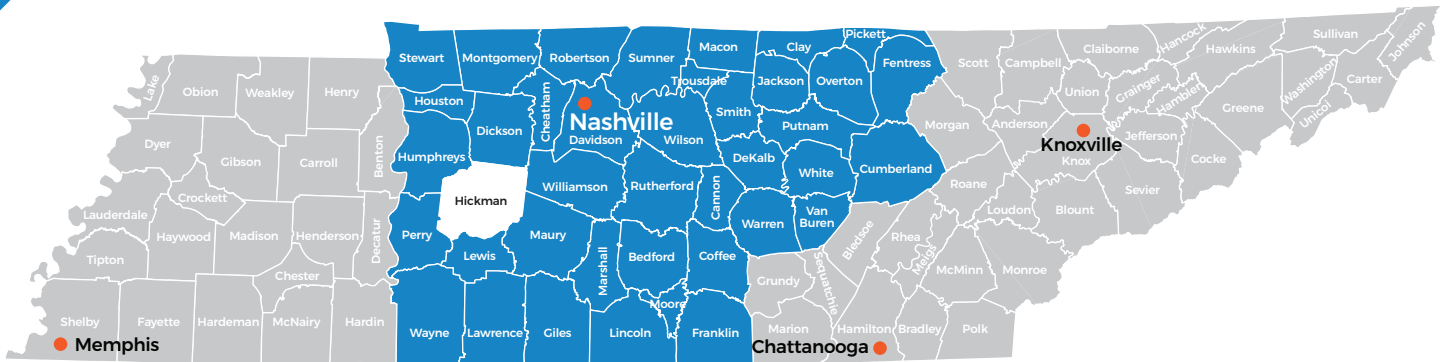 Lake
Obion
Weakley
Henry
Stewart
Montgomery
Robertson
Sumner
Macon
Trousdale
Clay
Pickett
Fentress
Jackson
Overton
Scott
Campbell
Claiborne
Hancock
Hawkins
Sullivan
Johnson
Carter
Washington
Unicoi
Greene
Hamblen
Grainger
Union
Dyer
Gibson
Carroll
Benton
Houston
Humphreys
Dickson
Cheatham
Nashville
Davidson
Wilson
Smith
DeKalb
Putnam
White
Cumberland
Morgan
Anderson
Knoxville
Knox
Jefferson
Cocke
Sevier
Blount
Loudon
Roane
Lauderdale
Crockett
Haywood
Madison
Henderson
Decatur
Perry
Hickman
Williamson
Rutherford
Cannon
Warren
Van
Buren
Bledsoe
Rhea
Meigs
McMinn
Monroe
Tipton
Chester
Lewis
Maury
Marshall
Bedford
Coffee
Grundy
Sequatchie
Shelby
Fayette
Hardeman
McNairy
Hardin
Wayne
Lawrence
Giles
Lincoln
Moore
Franklin
Marion
Hamilton
Bradley
Polk
Memphis
Chattanooga